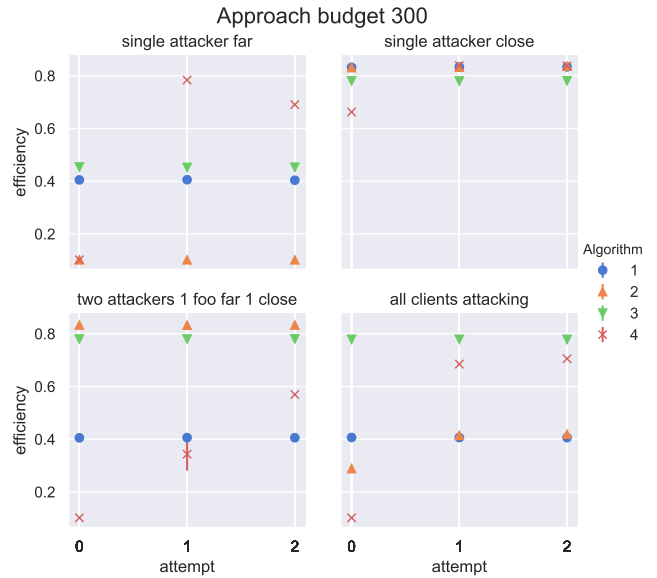 Approach budget 300
single attacker far
single attacker close
efficiency
0.8
0.6
0.4
0.2
Algorithm
1
2
3
4
two attackers 1 foo far 1 close
all clients attacking
efficiency
0.8
0.6
0.4
0.2
0 1 2
0 1 2
attempt
attempt